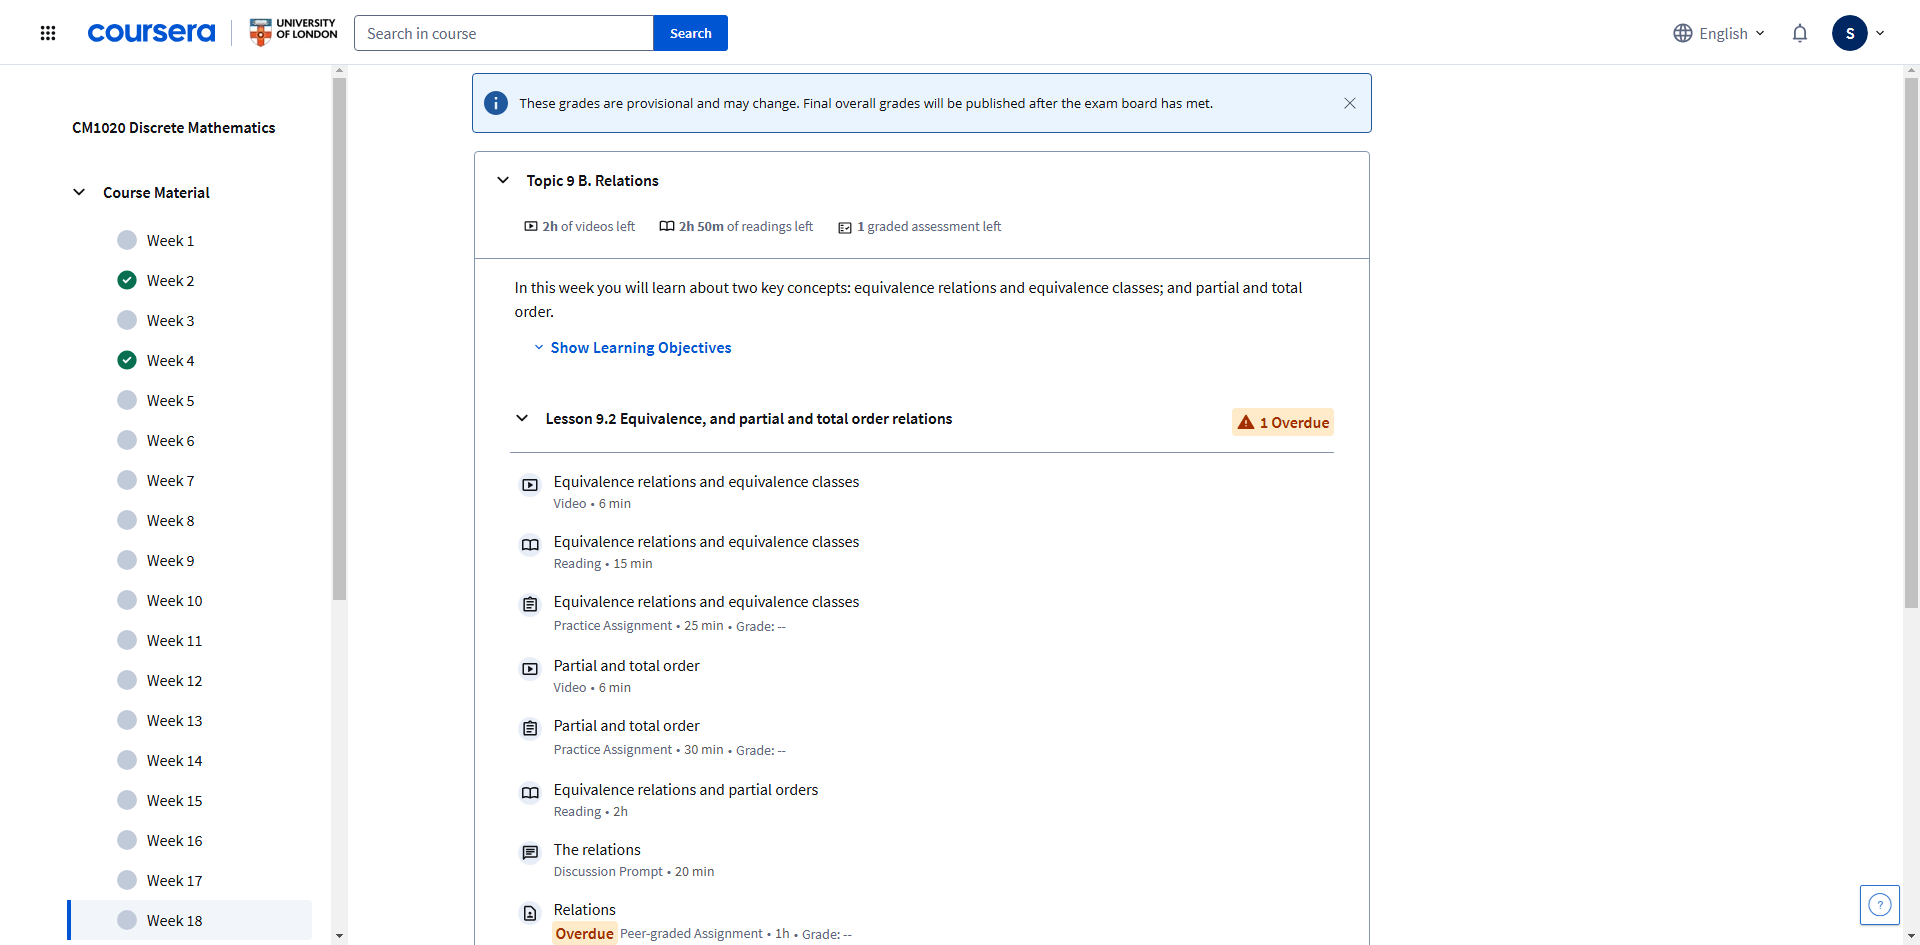 coursera
UNIVERSITY
OF LONDON
Search in course
Search
English
S
CM1020 Discrete Mathematics
Course Material
Week 1
Week 2
Week 3
Week 4
Week 5
Week 6
Week 7
Week 8
Week 9
Week 10
Week 11
Week 12
Week 13
Week 14
Week 15
Week 16
Week 17
Week 18
These grades are provisional and may change. Final overall grades will be published after the exam board has met.
Topic 9 B. Relations
2h of videos left 2h 50m of readings left 1 graded assessment left
In this week you will learn about two key concepts: equivalence relations and equivalence classes; and partial and total
order.
Show Learning Objectives
Lesson 9.2 Equivalence, and partial and total order relations
1 Overdue
Equivalence relations and equivalence classes
Video • 6 min
Equivalence relations and equivalence classes
Reading • 15 min
Equivalence relations and equivalence classes
Practice Assignment • 25 min • Grade: --
Partial and total order
Video • 6 min
Partial and total order
Practice Assignment • 30 min • Grade: --
Equivalence relations and partial orders
Reading • 2h
The relations
Discussion Prompt • 20 min
Relations
Overdue Peer-graded Assignment • 1h • Grade: --
?